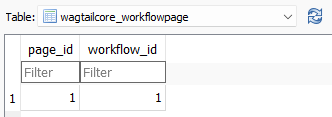 Table: wagtailcore_workflowpage
page_id workflow_id
Filter Filter
1 1 1